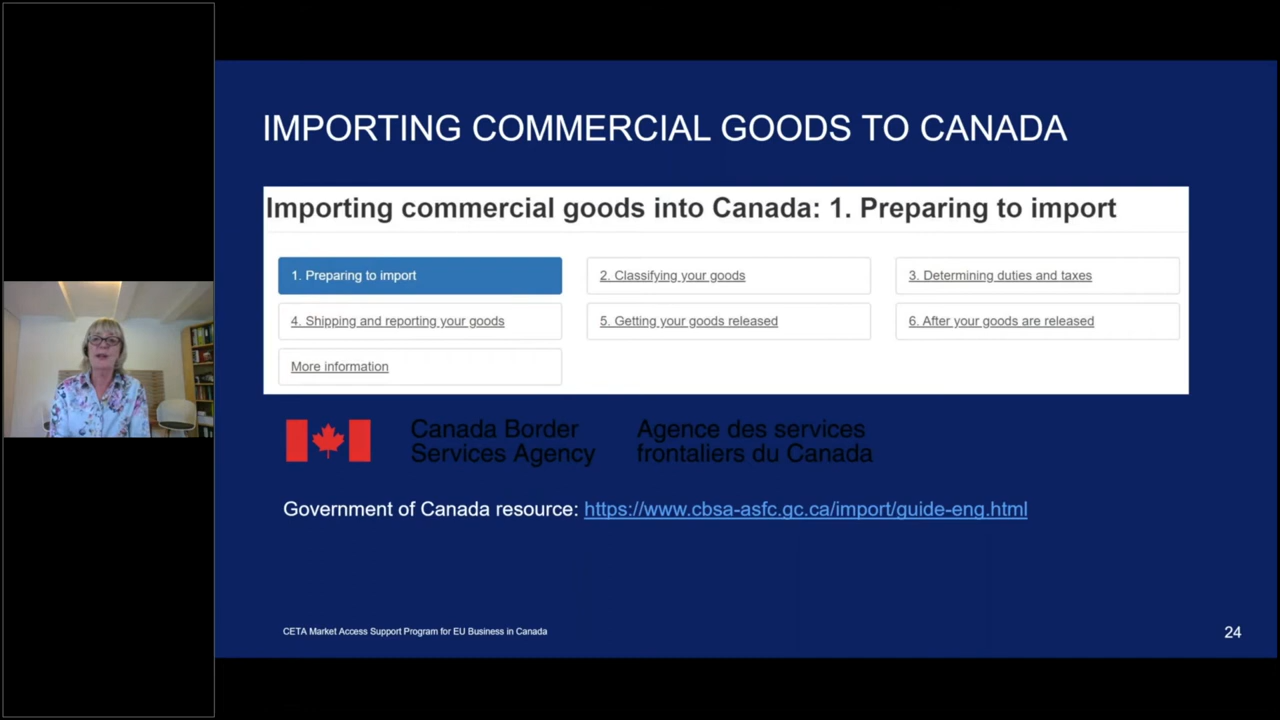 IMPORTING COMMERCIAL GOODS TO CANADA
Importing commercial goods into Canada: 1. Preparing to import
1. Preparing to import
2. Classifying your goods
3. Determining duties and taxes
4. Shipping and reporting your goods
5. Getting your goods released
6. After your goods are released
More information
Canada Border
Services Agency
Agence des services
frontaliers du Canada
Government of Canada resource: https://www.cbsa-asfc.gc.ca/import/guide-eng.html
CETA Market Access Support Program for EU Business in Canada
24